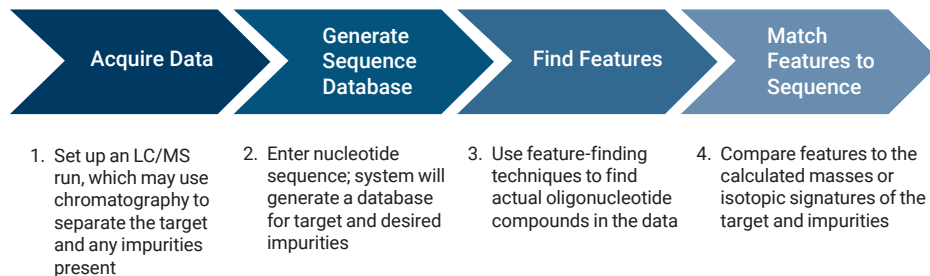 Acquire Data
Generate
Sequence
Database
Find Features
Match
Features to
Sequence
1. Set up an LC/MS
run, which may use
chromatography to
separate the target
and any impurities
present
2. Enter nucleotide
sequence; system will
generate a database
for target and desired
impurities
3. Use feature-finding
techniques to find
actual oligonucleotide
compounds in the data
4. Compare features to the
calculated masses or
isotopic signatures of the
target and impurities